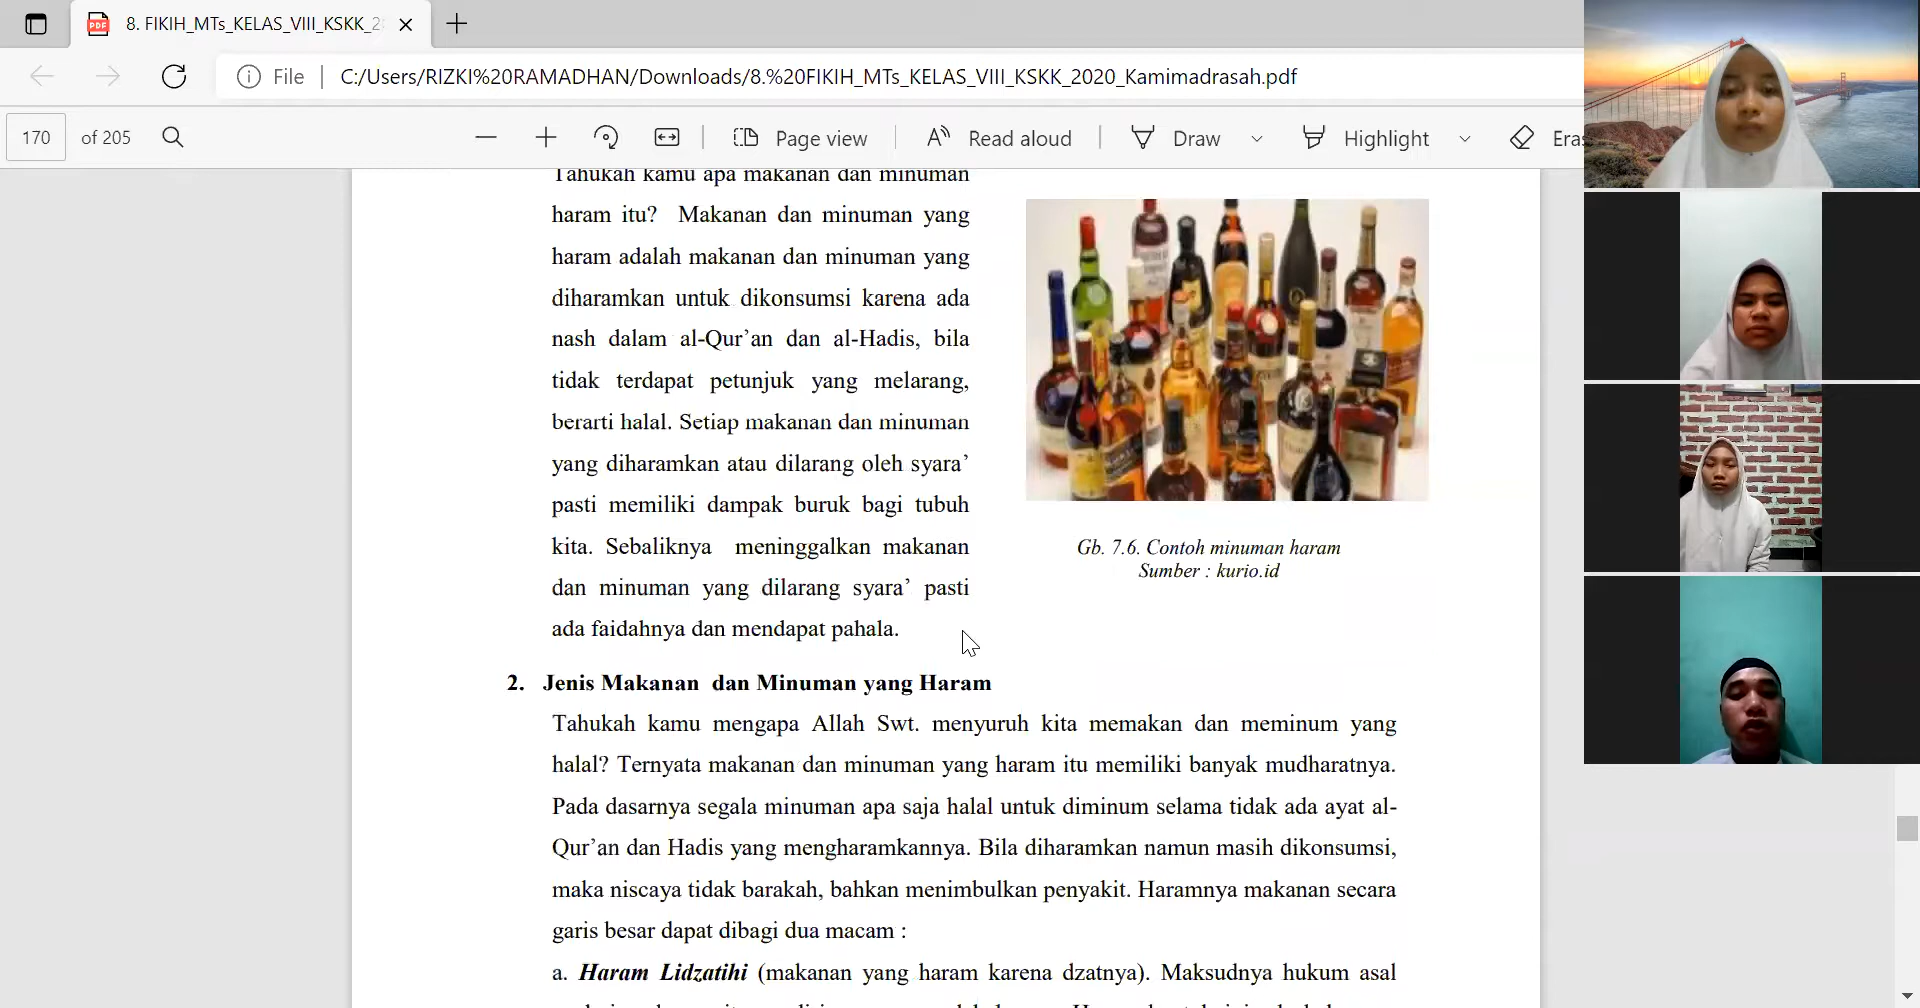 8. FIKIH_MTs_KELAS_VIII_KSKK_2
File
C:/Users/RIZKI%20RAMADHAN/Downloads/8.%20FIKIH_MTs_KELAS_VIII_KSKK_2020_Kamimadrasah.pdf
170 of 205
Page view
Read aloud
Draw
Highlight
Eras
Tahukah kamu apa makanan dan minuman
haram itu? Makanan dan minuman yang
haram adalah makanan dan minuman yang
diharamkan untuk dikonsumsi karena ada
nash dalam al-Qur’an dan al-Hadis, bila
tidak terdapat petunjuk yang melarang,
berarti halal. Setiap makanan dan minuman
yang diharamkan atau dilarang oleh syara’
pasti memiliki dampak buruk bagi tubuh
kita. Sebaliknya meninggalkan makanan
dan minuman yang dilarang syara’ pasti
ada faidahnya dan mendapat pahala.
Gb. 7.6. Contoh minuman haram
Sumber : kurio.id
2. Jenis Makanan dan Minuman yang Haram
Tahukah kamu mengapa Allah Swt. menyuruh kita memakan dan meminum yang
halal? Ternyata makanan dan minuman yang haram itu memiliki banyak mudharatnya.
Pada dasarnya segala minuman apa saja halal untuk diminum selama tidak ada ayat al-
Qur’an dan Hadis yang mengharamkannya. Bila diharamkan namun masih dikonsumsi,
maka niscaya tidak barakah, bahkan menimbulkan penyakit. Haramnya makanan secara
garis besar dapat dibagi dua macam :
a. Haram Lidzatihi (makanan yang haram karena dzatnya). Maksudnya hukum asal